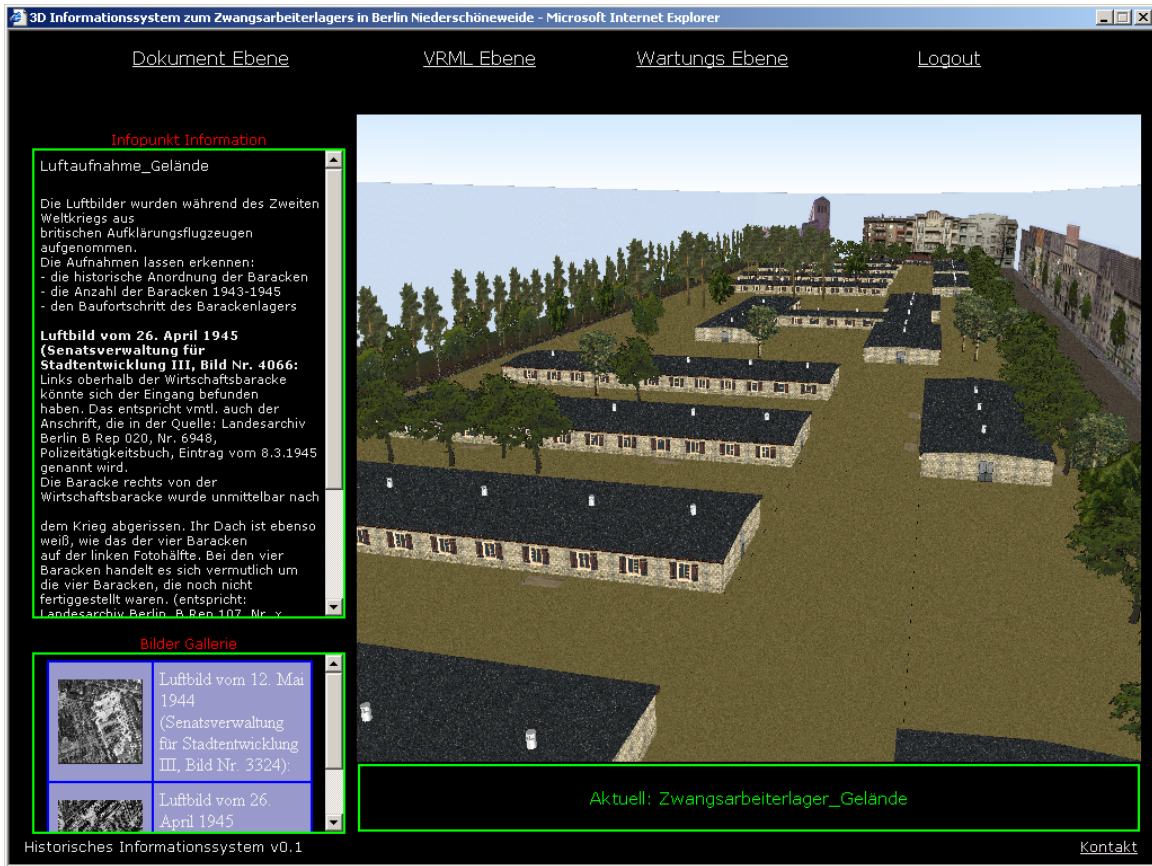 3D Informationssystem zum Zwangsarbeiterlagers in Berlin Niederschöneweide - Microsoft Internet Explorer
Dokument Ebene VRML Ebene Wartungs Ebene Logout
Infopunkt Information
Luftaufnahme_Gelände
Die Luftbilder wurden während des Zweiten
Weltkriegs aus
britischen Aufklärungsflugzeugen
aufgenommen.
Die Aufnahmen lassen erkennen:
- die historische Anordnung der Baracken
- die Anzahl der Baracken 1943-1945
- den Baufortschritt des Barackenlagers
Luftbild vom 26. April 1945
(Senatsverwaltung für
Stadtentwicklung III, Bild Nr. 4066:
Links oberhalb der Wirtschaftsbaracke
könnte sich der Eingang befunden
haben. Das entspricht vmtl. auch der
Anschrift, die in der Quelle: Landesarchiv
Berlin B Rep 020, Nr. 6948,
Polizeitätigkeitsbuch, Eintrag vom 8.3.1945
genannt wird.
Die Baracke rechts von der
Wirtschaftsbaracke wurde unmittelbar nach
dem Krieg abgerissen. Ihr Dach ist ebenso
weiß, wie das der vier Baracken
auf der linken Fotohälfte. Bei den vier
Baracken handelt es sich vermutlich um
die vier Baracken, die noch nicht
fertiggestellt waren. (entspricht:
Landesarchiv Berlin, B Rep 107, Nr. x
Bilder Gallerie
Luftbild vom 12. Mai
1944
(Senatsverwaltung
für Stadtentwicklung
III, Bild Nr. 3324):
Luftbild vom 26.
April 1945
Aktuell: Zwangsarbeiterlager_Gelände
Historisches Informationssystem v0.1
Kontakt